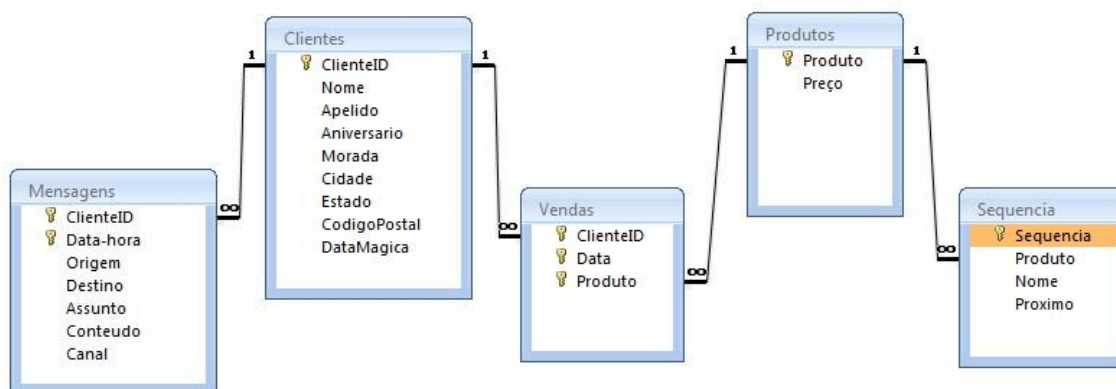 Clientes
ClienteID
Nome
Apelido
Aniversario
Morada
Cidade
Estado
CodigoPostal
DataMagica
Mensagens
ClienteID
Data-hora
Origem
Destino
Assunto
Conteudo
Canal
Vendas
ClienteID
Data
Produto
Produtos
Produto
Preço
Sequencia
Sequencia
Produto
Nome
Proximo
1
∞
1
∞
1
∞
1
∞